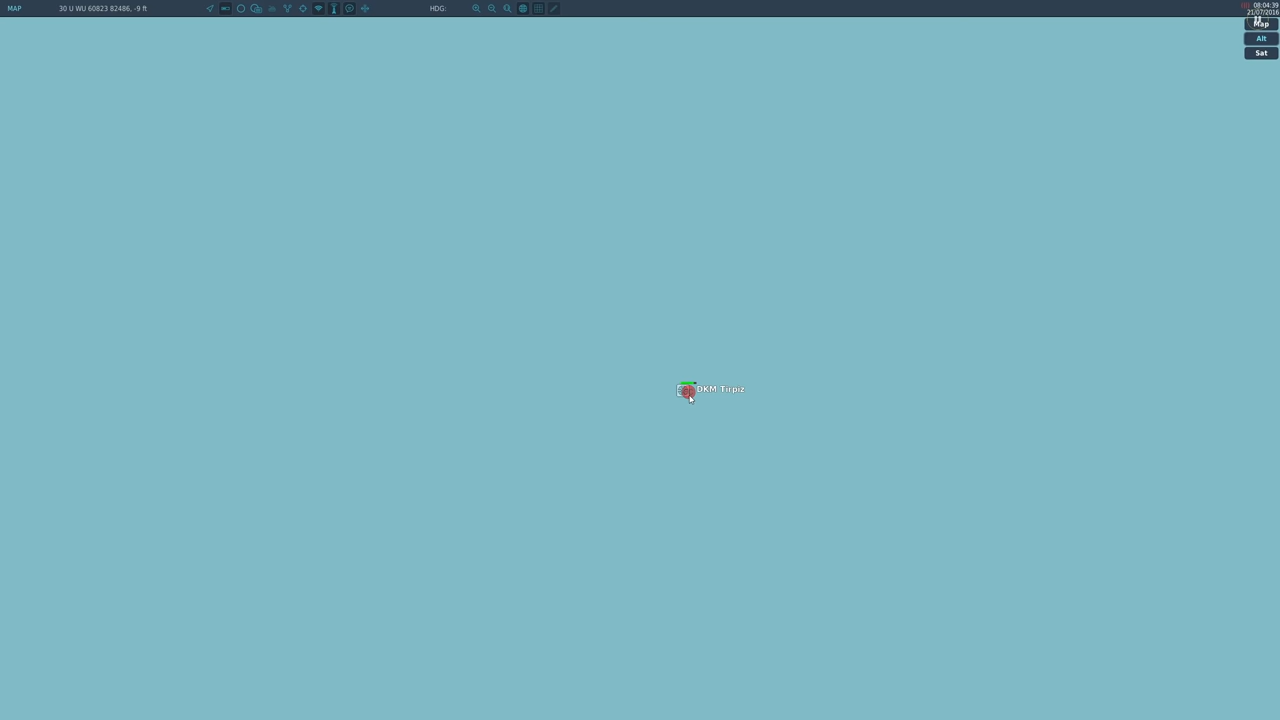 MAP 30 U WU 60823 82486, -9 ft HDG: 08:04:39
21/07/2016
Map
Alt
Sat
DKM Tirpiz